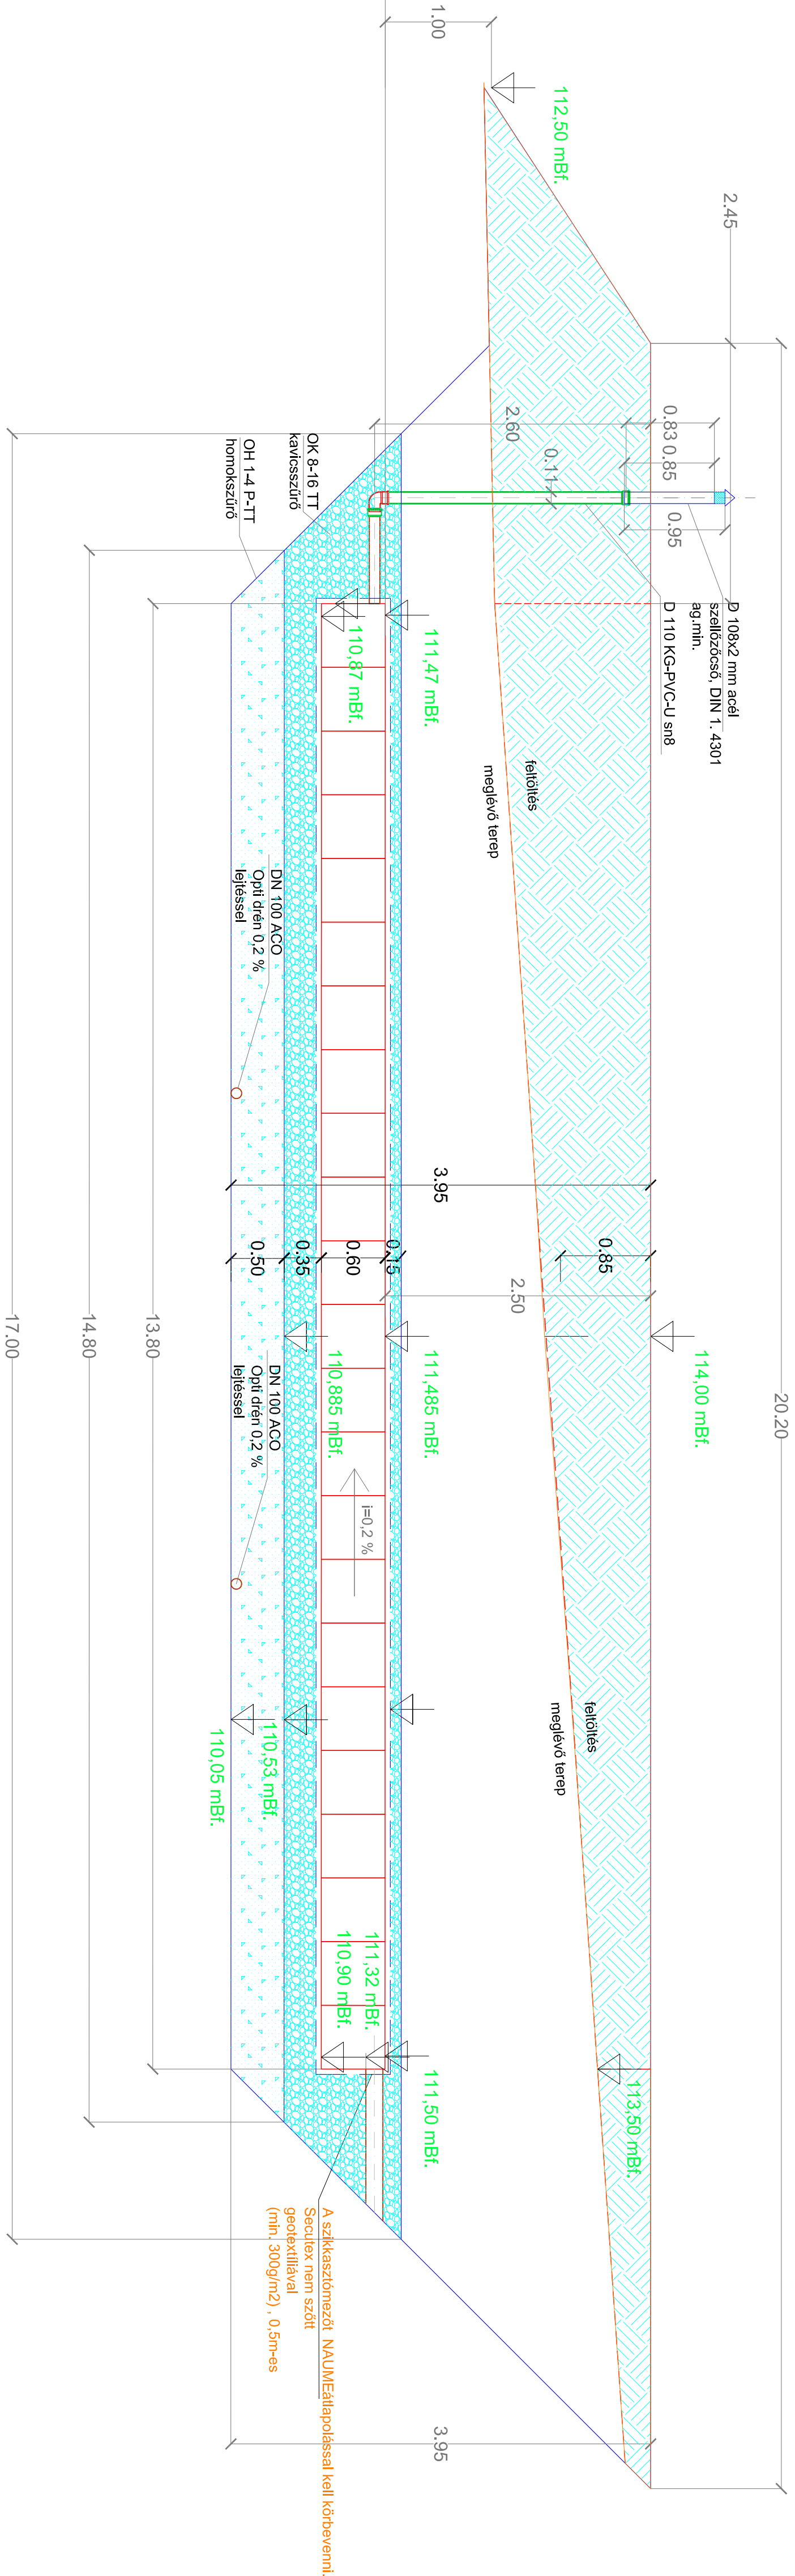 20.20
2.45
D 108x2 mm acél
szellőzőcső, DIN 1. 4301
ag.min.
D 110 KG-PVC-U sn8
0.83
0.85
0.95
0.11
2.60
1.00
112,50 mBf.
114,00 mBf.
113,50 mBf.
feltöltés
meglévő terep
feltöltés
meglévő terep
0.85
2.50
3.95
3.95
111,47 mBf.
110,87 mBf.
111,485 mBf.
110,885 mBf.
0.15
0.60
0.35
0.50
i=0,2 %
111,50 mBf.
111,32 mBf.
110,90 mBf.
110,53 mBf.
110,05 mBf.
OK 8-16 TT
kavicsszűrő
OH 1-4 P-TT
homokszűrő
DN 100 ACO
Opti drén 0,2 %
lejtéssel
DN 100 ACO
Opti drén 0,2 %
lejtéssel
A szikkasztómezőt NAUMEátlapolással kell körbevenni
Secutex nem szőtt
geotextíliával
(min. 300g/m2) , 0,5m-es
13.80
14.80
17.00